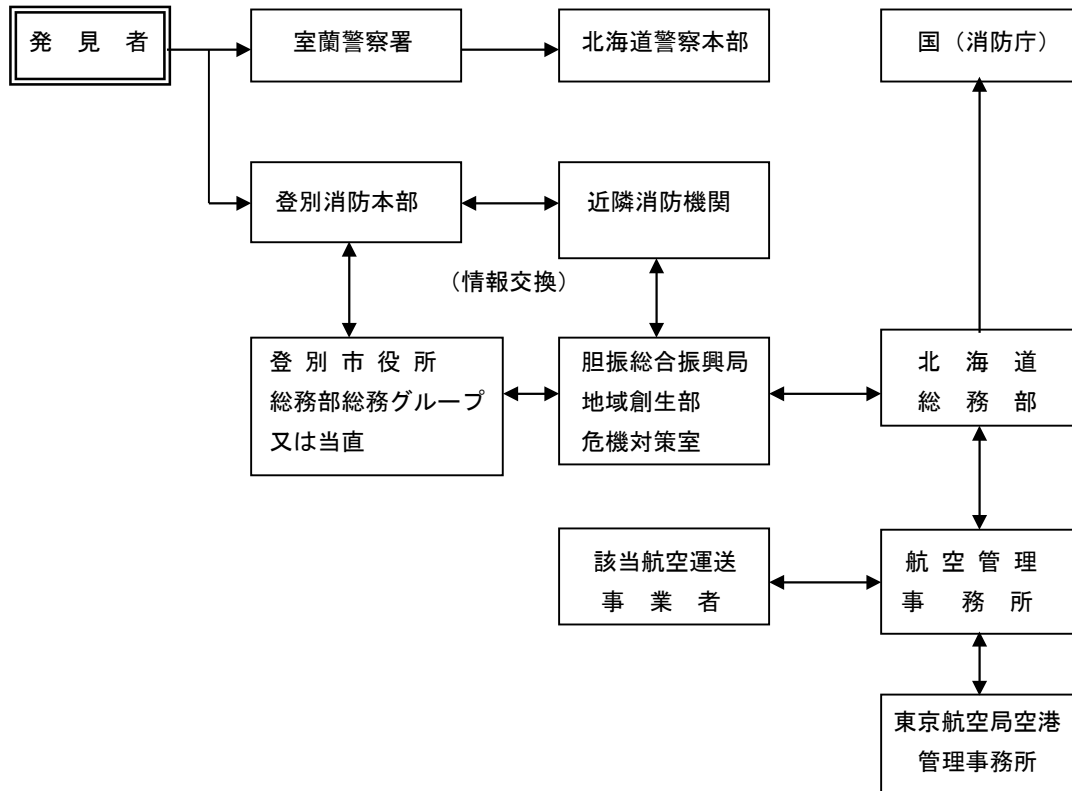 発　見　者
室蘭警察署
北海道警察本部
国（消防庁）
登別消防本部
近隣消防機関
（情報交換）
登 別 市 役 所
総務部総務グループ
又は当直
胆振総合振興局
地域創生部
危機対策室
北　海　道
総　務　部
該当航空運送
事　業　者
航 空 管 理
事　務　所
東京航空局空港
管理事務所